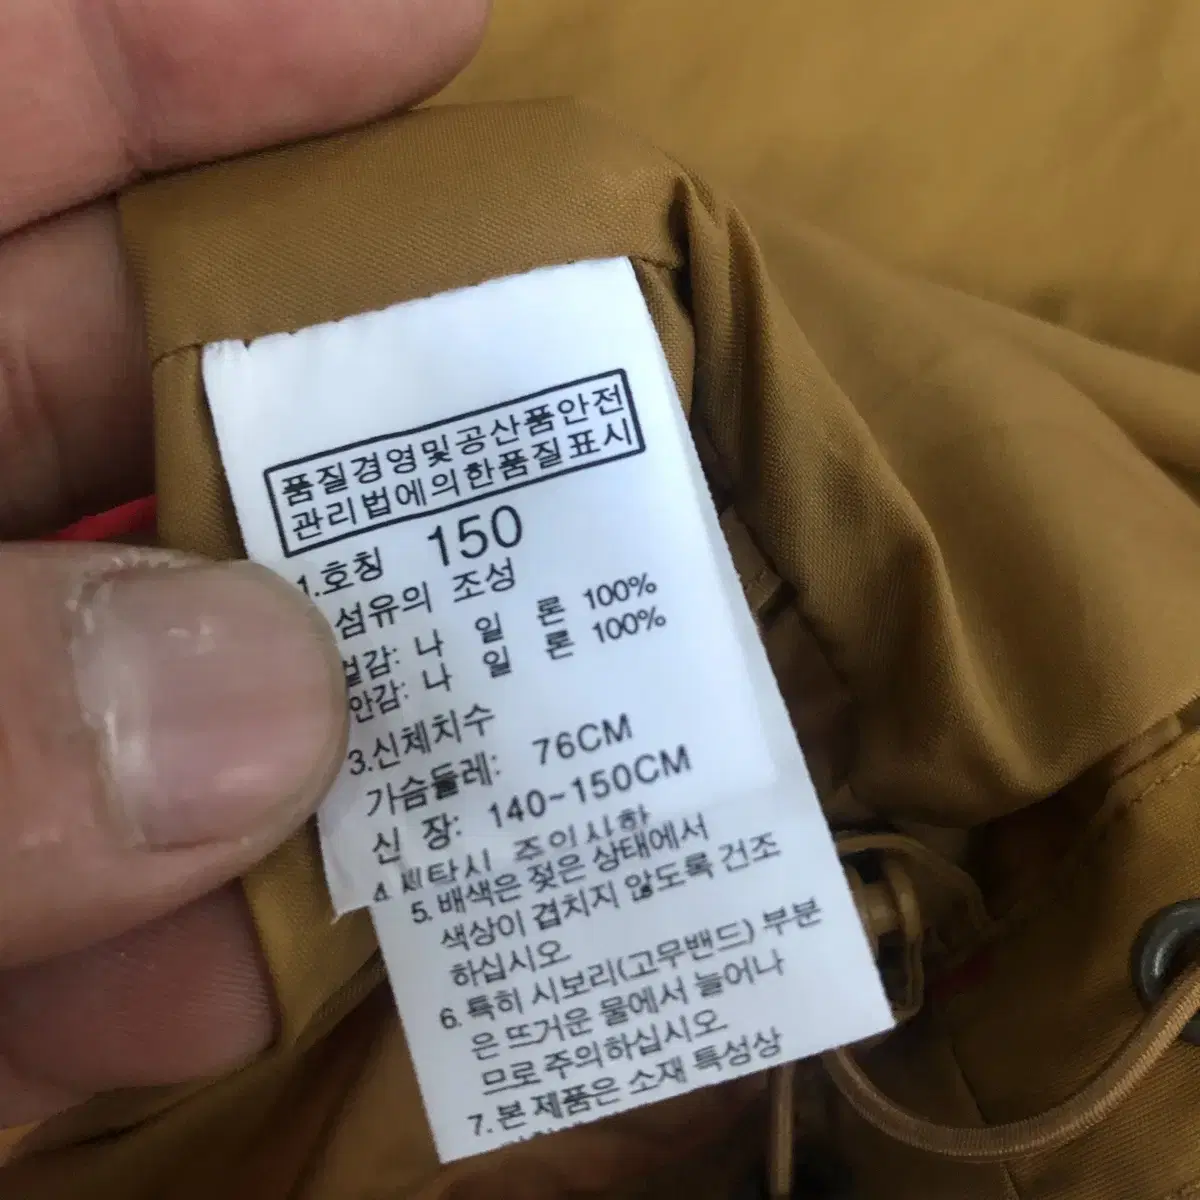 품질경영및공산품안전
관리법에의한품질표시
1.호칭 150
섬유의 조성
겉감: 나 일 론 100%
안감: 나 일 론 100%
3.신체치수
가슴둘레: 76CM
신 장: 140~150CM
4.세탁시 주의사항
5. 배색은 젖은 상태에서
색상이 겹치지 않도록 건조
하십시오
6. 특히 시보리(고무밴드) 부분
은 뜨거운 물에서 늘어나
므로주의하십시오
7. 본 제품은 소재 특성상